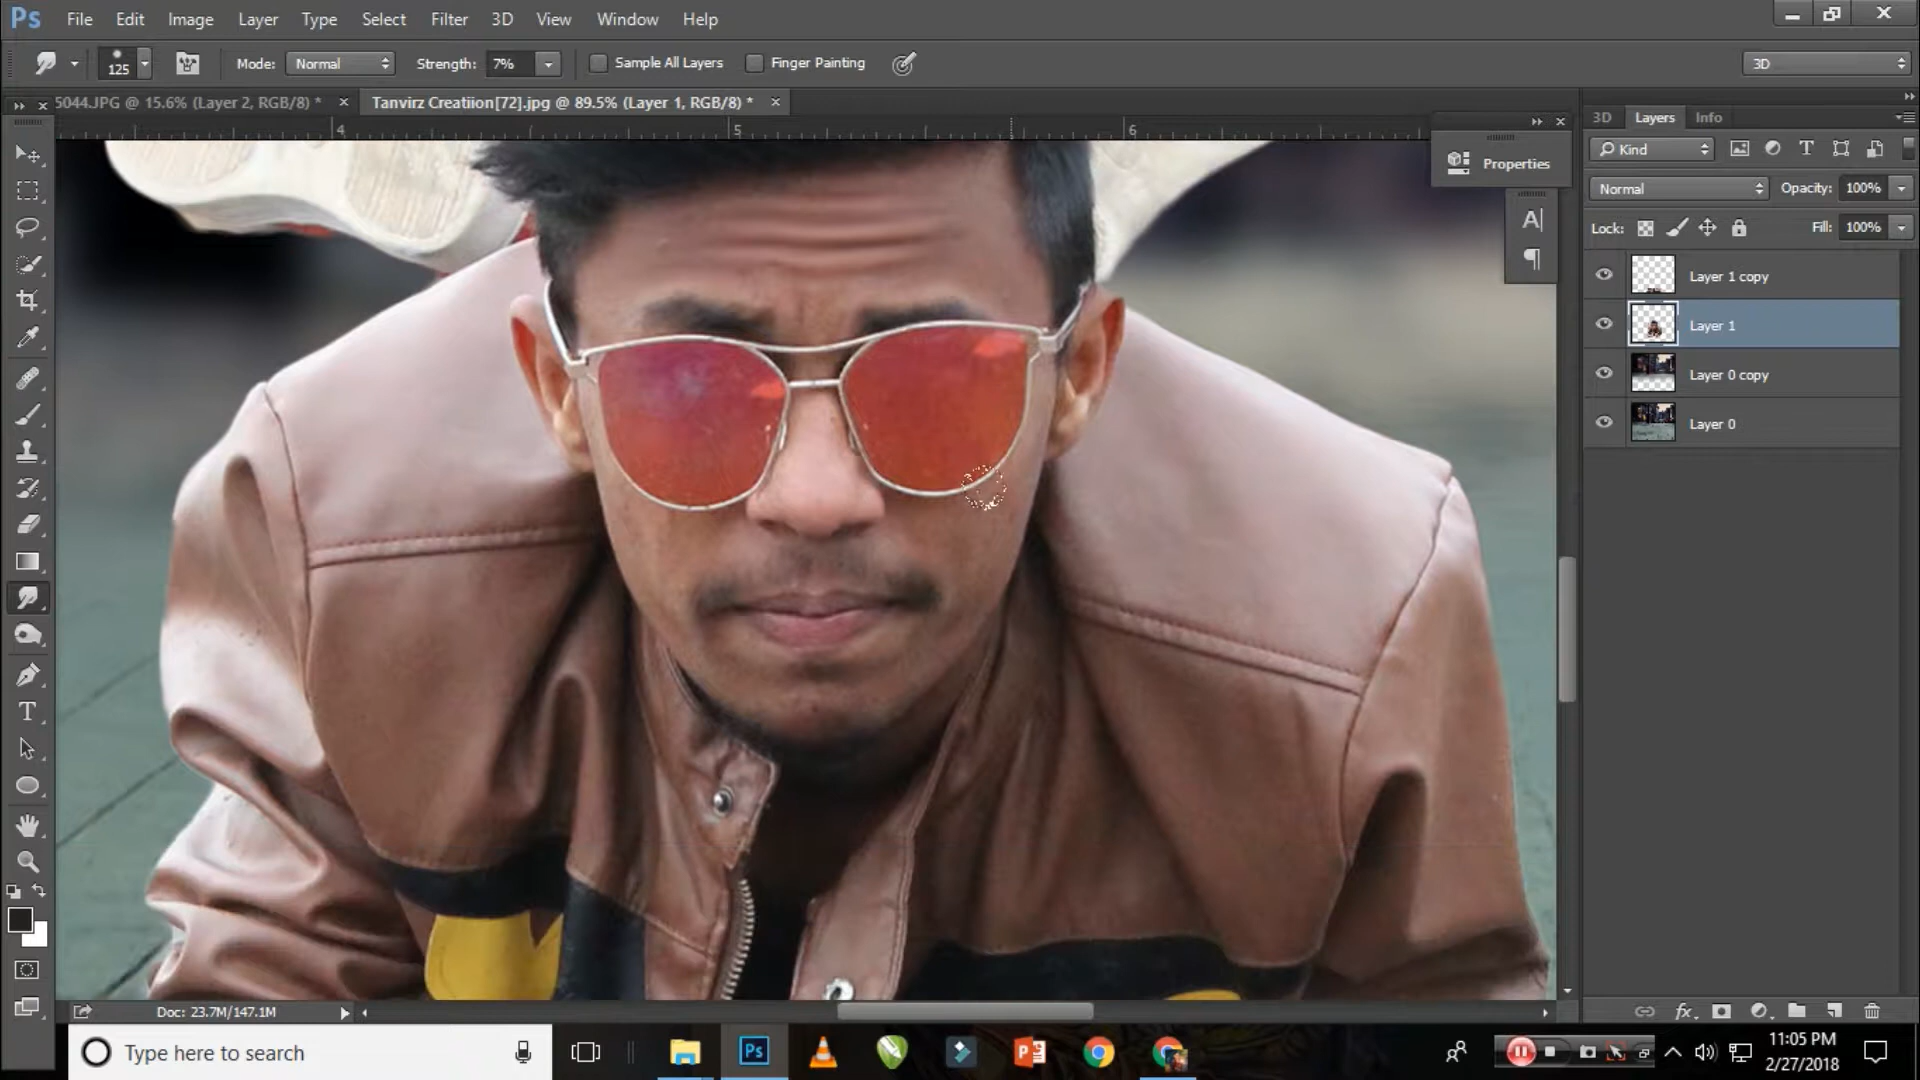 Ps File Edit Image Layer Type Select Filter 3D View Window Help
125 Mode: Normal Strength: 7% Sample All Layers Finger Painting 3D
5044.JPG @ 15.6% (Layer 2, RGB/8) * Tanvirz Creatiion[72].jpg @ 89.5% (Layer 1, RGB/8) *
3D Layers Info
4 5 6
Kind
Properties
Normal Opacity: 100%
A
Lock: Fill: 100%
Layer 1 copy
Layer 1
Layer 0 copy
Layer 0
T
Doc: 23.7M/147.1M
fx
Type here to search
Ps
11:05 PM
2/27/2018